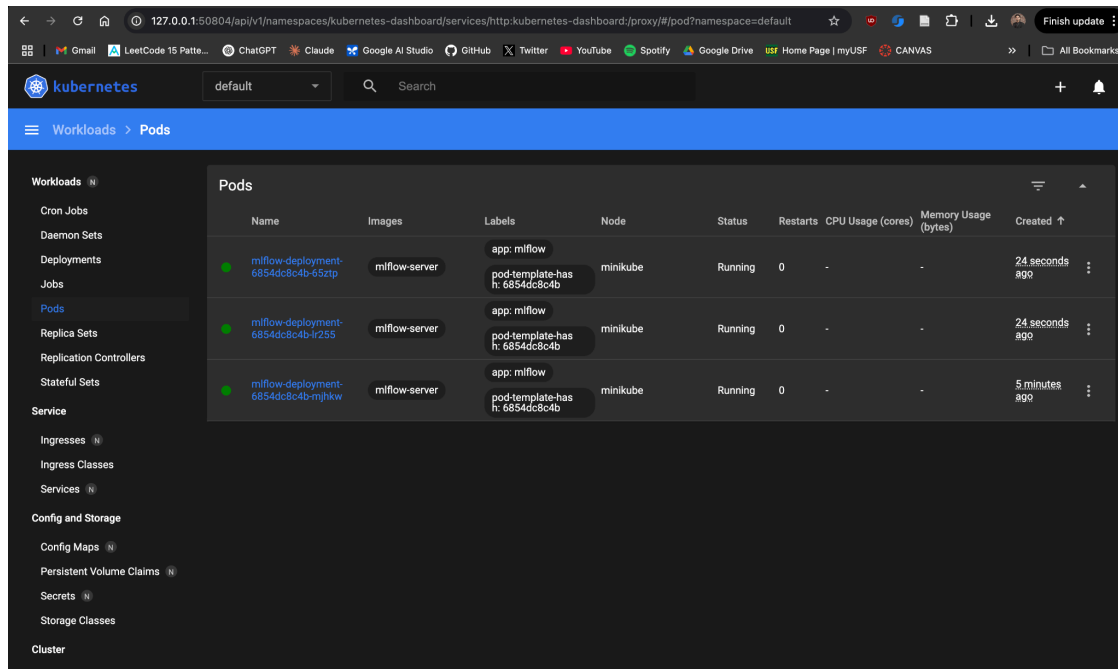 127.0.0.1:50804/api/v1/namespaces/kubernetes-dashboard/services/http:kubernetes-dashboard:/proxy/#/pod?namespace=default
Finish update
Gmail
LeetCode 15 Patte...
ChatGPT
Claude
Google AI Studio
GitHub
Twitter
YouTube
Spotify
Google Drive
USF Home Page | myUSF
CANVAS
»
All Bookmarks
kubernetes
default
Search
Workloads > Pods
Workloads N
Cron Jobs
Daemon Sets
Deployments
Jobs
Pods
Replica Sets
Replication Controllers
Stateful Sets
Service
Ingresses N
Ingress Classes
Services N
Config and Storage
Config Maps N
Persistent Volume Claims N
Secrets N
Storage Classes
Cluster
Pods
Name
Images
Labels
Node
Status
Restarts
CPU Usage (cores)
Memory Usage
(bytes)
Created ↑
mlflow-deployment-
6854dc8c4b-65ztp
mlflow-server
app: mlflow
pod-template-has
h: 6854dc8c4b
minikube
Running
0
-
-
24 seconds
ago
mlflow-deployment-
6854dc8c4b-lr255
mlflow-server
app: mlflow
pod-template-has
h: 6854dc8c4b
minikube
Running
0
-
-
24 seconds
ago
mlflow-deployment-
6854dc8c4b-mjhkw
mlflow-server
app: mlflow
pod-template-has
h: 6854dc8c4b
minikube
Running
0
-
-
5 minutes
ago